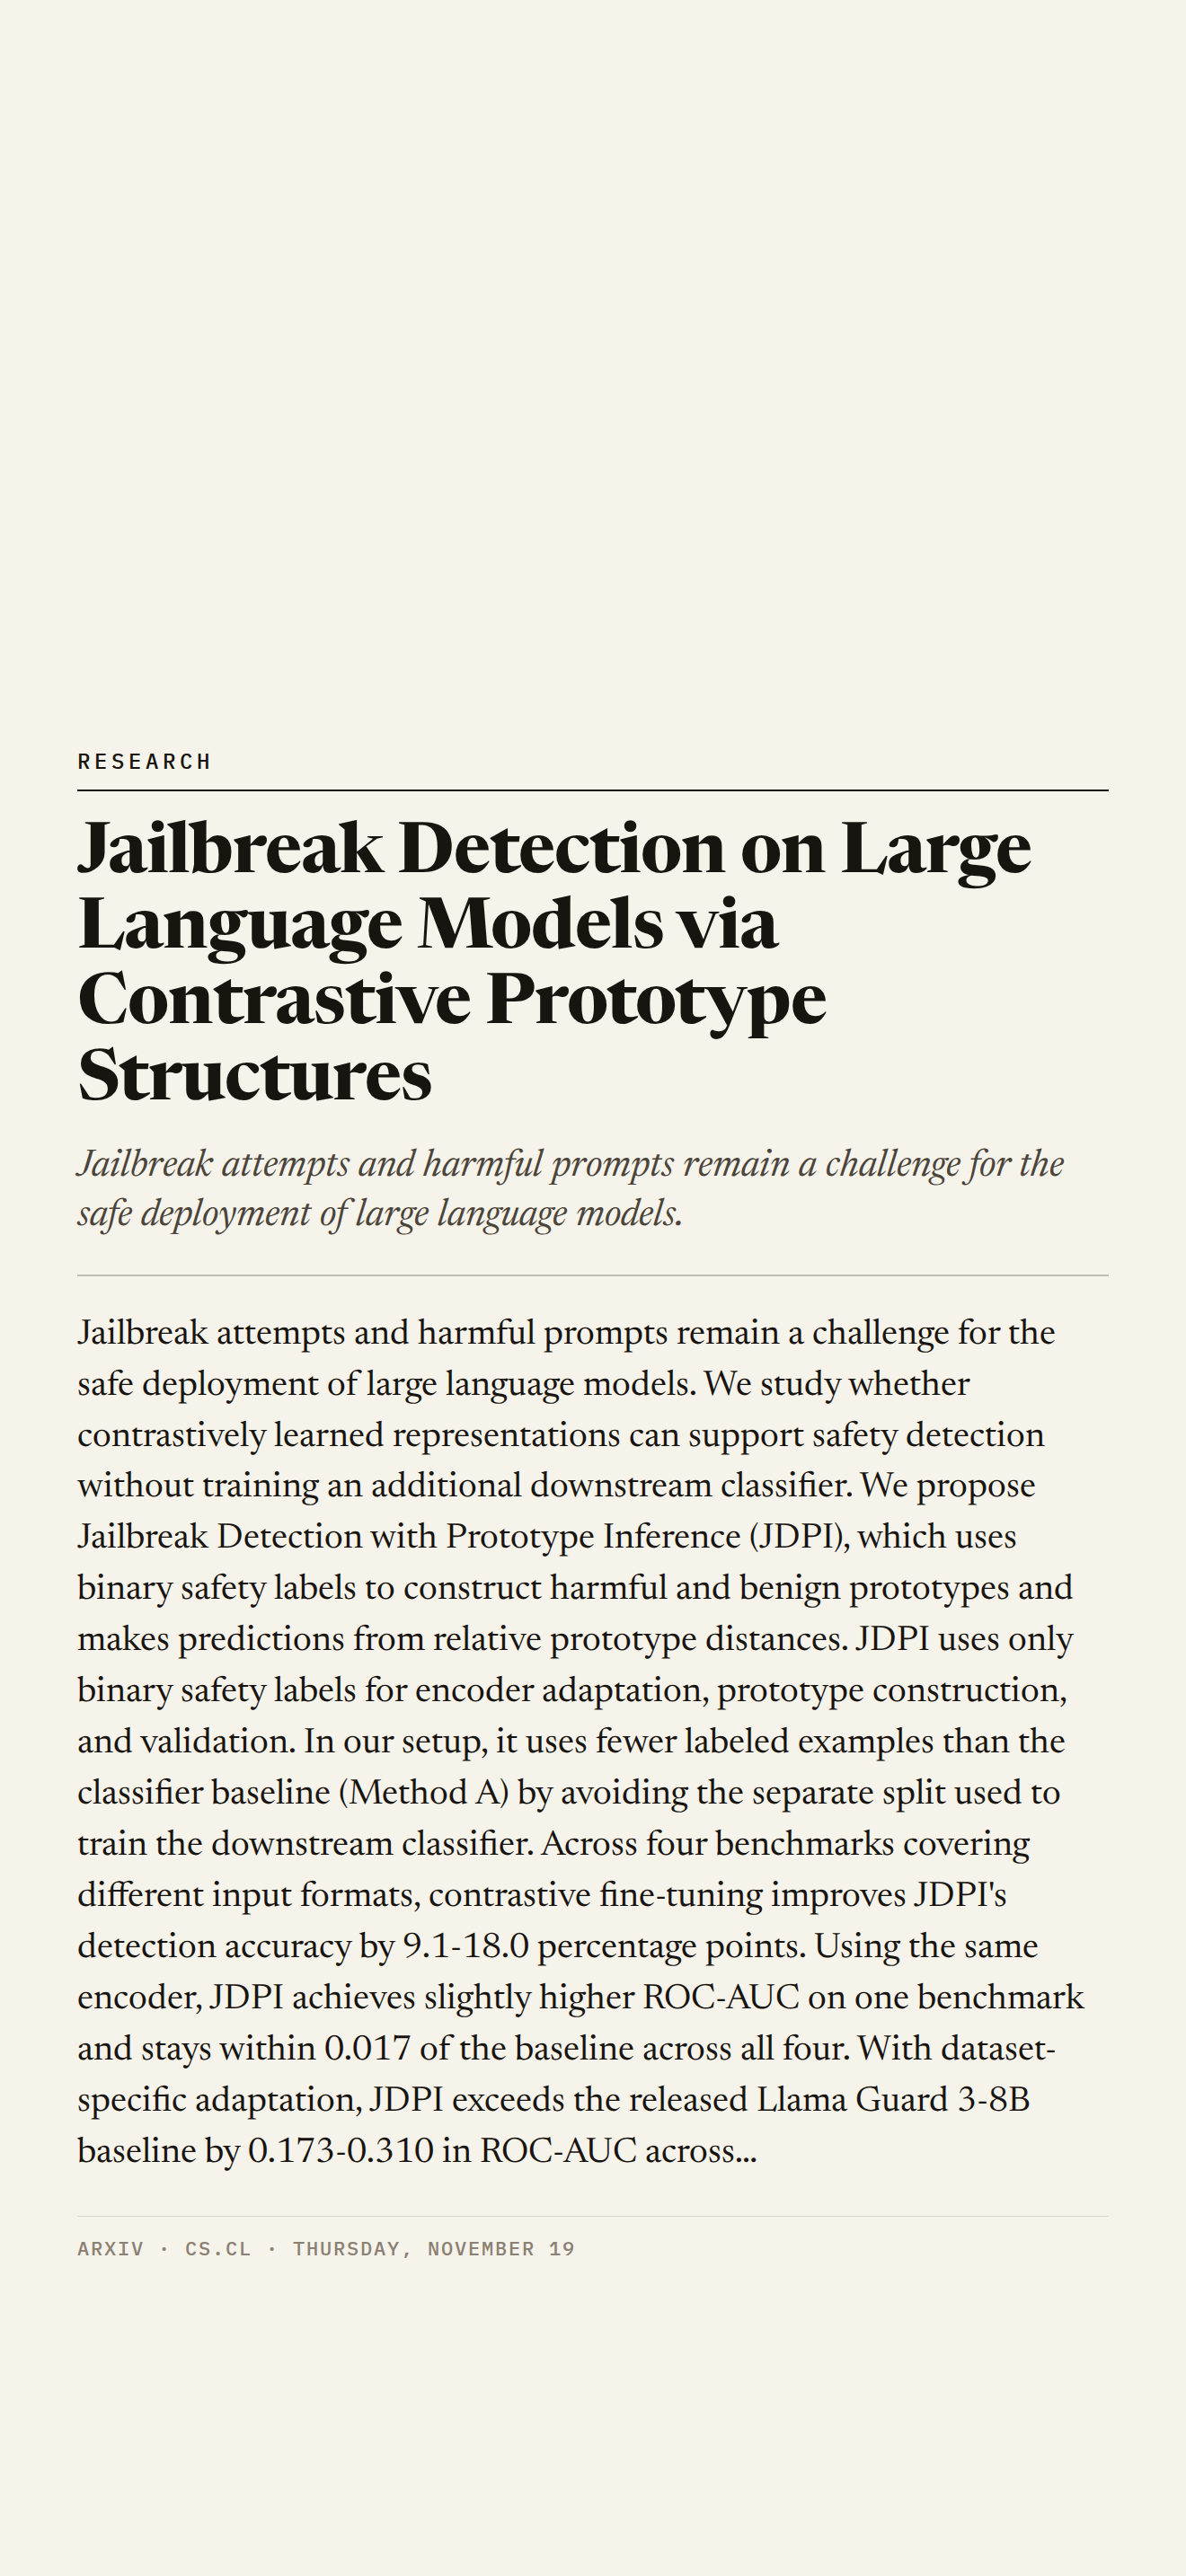 RESEARCH
Jailbreak Detection on Large
Language Models via
Contrastive Prototype
Structures
Jailbreak attempts and harmful prompts remain a challenge for the
safe deployment of large language models.
Jailbreak attempts and harmful prompts remain a challenge for the
safe deployment of large language models. We study whether
contrastively learned representations can support safety detection
without training an additional downstream classifier. We propose
Jailbreak Detection with Prototype Inference (JDPI), which uses
binary safety labels to construct harmful and benign prototypes and
makes predictions from relative prototype distances. JDPI uses only
binary safety labels for encoder adaptation, prototype construction,
and validation. In our setup, it uses fewer labeled examples than the
classifier baseline (Method A) by avoiding the separate split used to
train the downstream classifier. Across four benchmarks covering
different input formats, contrastive fine-tuning improves JDPI's
detection accuracy by 9.1-18.0 percentage points. Using the same
encoder, JDPI achieves slightly higher ROC-AUC on one benchmark
and stays within 0.017 of the baseline across all four. With dataset-
specific adaptation, JDPI exceeds the released Llama Guard 3-8B
baseline by 0.173-0.310 in ROC-AUC across...
ARXIV · CS.CL · THURSDAY, NOVEMBER 19